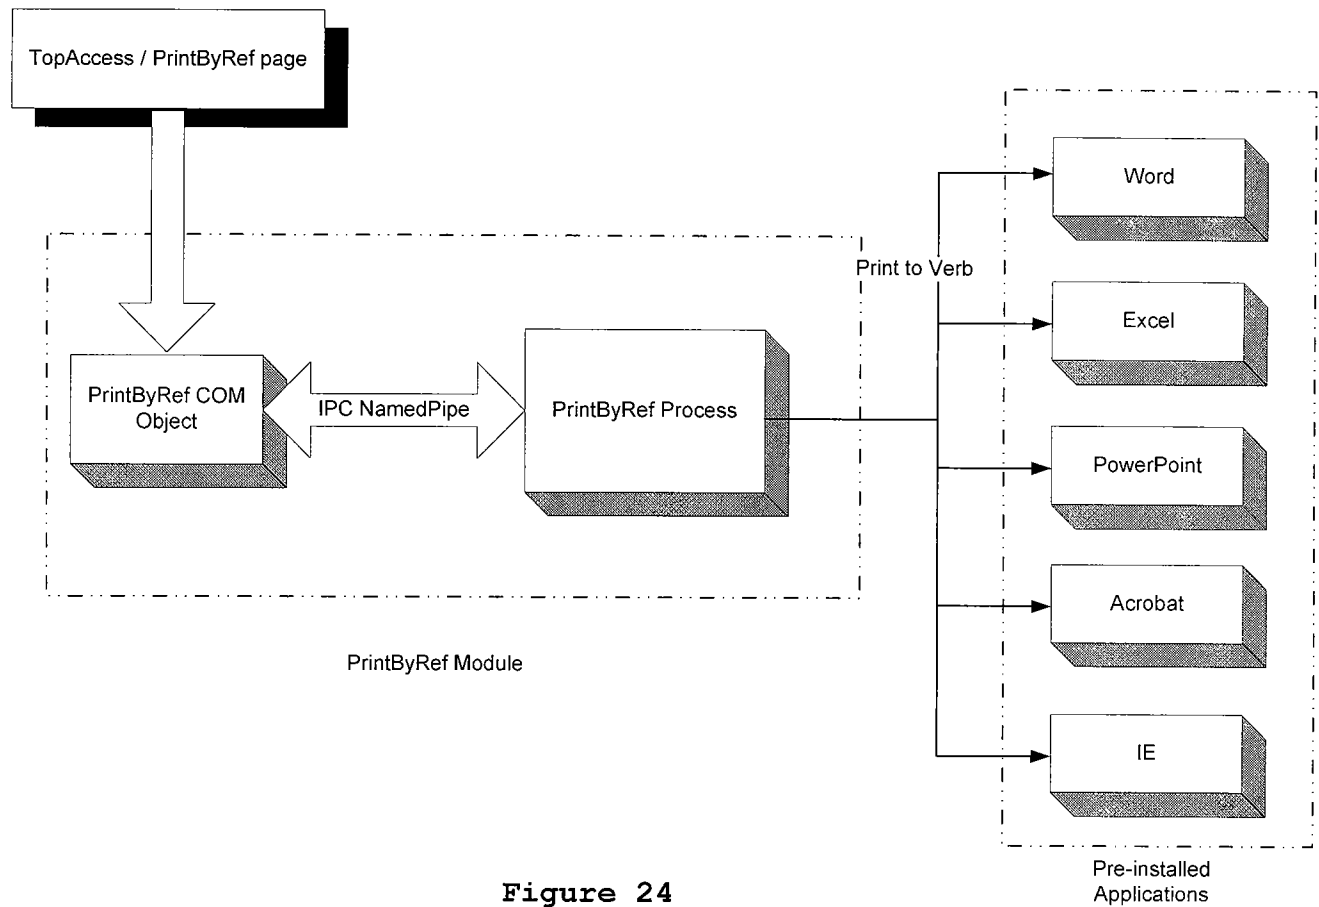 TopAccess / PrintByRef page
Word
Print to Verb
Excel
PrintByRef COM
Object
IPC NamedPipe
PrintByRef Process
PowerPoint
Acrobat
PrintByRef Module
IE
Pre-installed
Applications
Figure 24